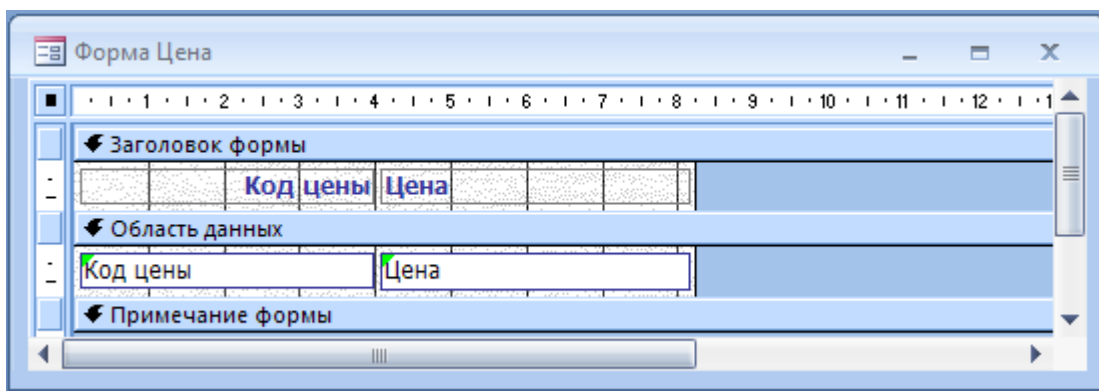 Форма Цена
1 2 3 4 5 6 7 8 9 10 11 12 1
Заголовок формы
Код цены Цена
Область данных
Код цены Цена
Примечание формы